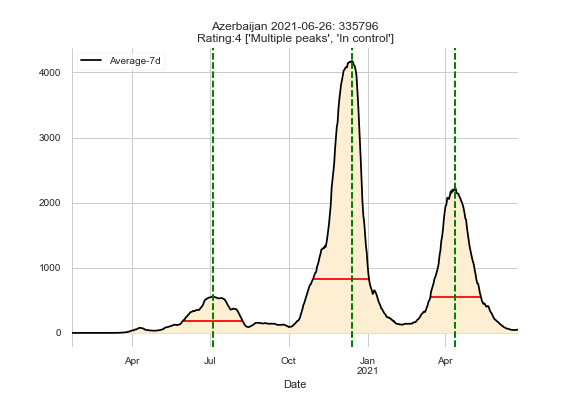 Azerbaijan 2021-06-26: 335796
Rating:4 ['Multiple peaks', 'In control']
Average-7d
4000
3000
2000
1000
0
Apr
Jul
Oct
Jan
2021
Apr
Date